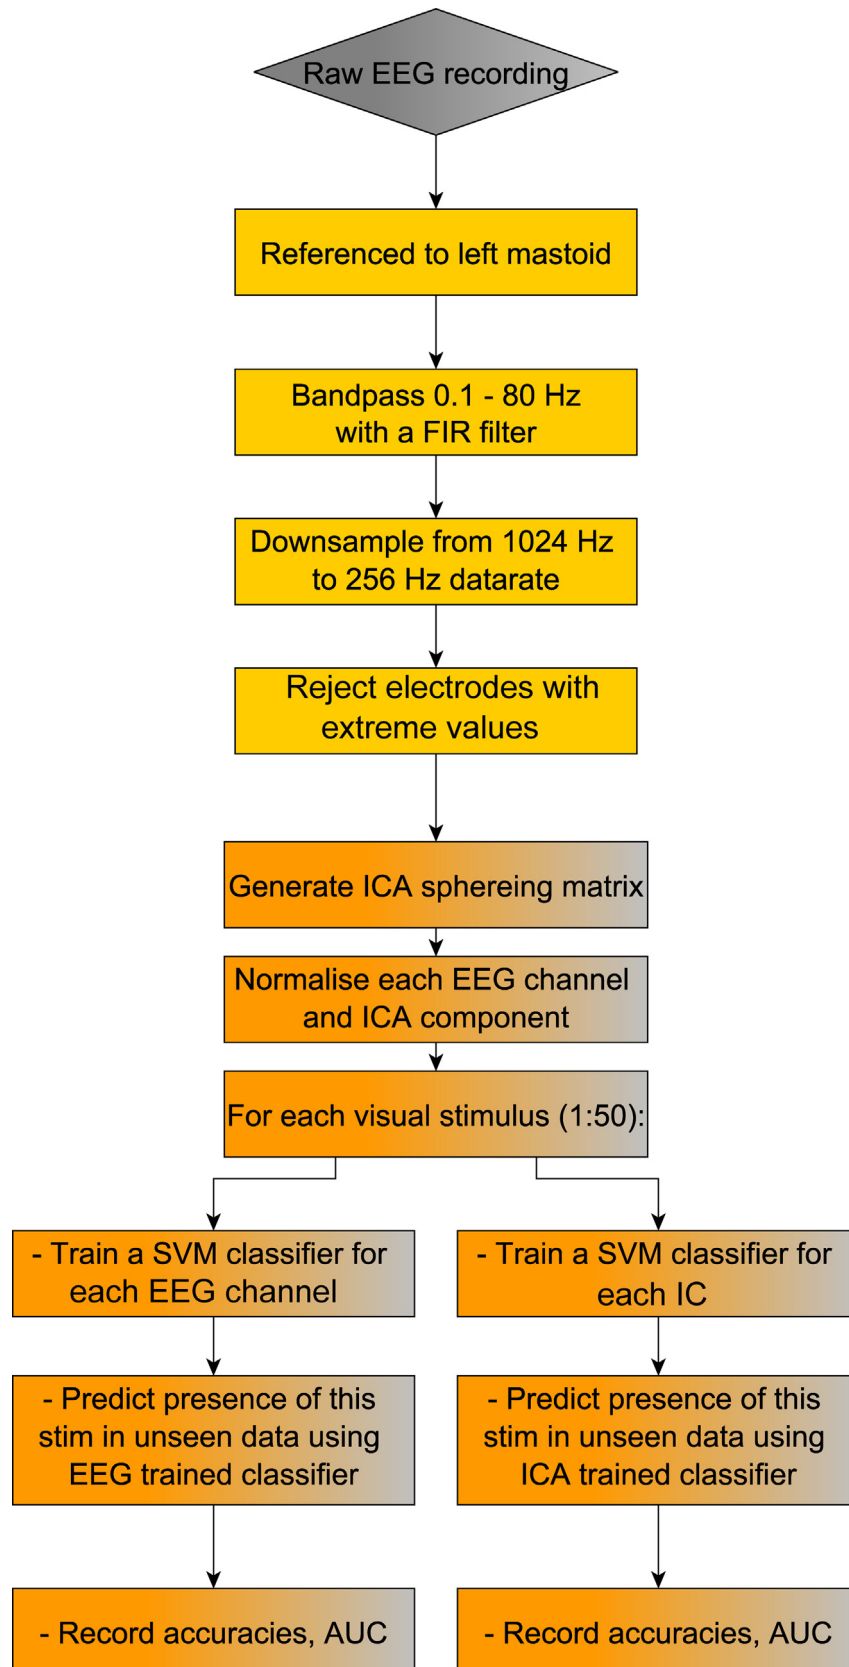 Raw EEG recording
Referenced to left mastoid
Bandpass 0.1 - 80 Hz
with a FIR filter
Downsample from 1024 Hz
to 256 Hz datarate
Reject electrodes with
extreme values
Generate ICA sphereing matrix
Normalise each EEG channel
and ICA component
For each visual stimulus (1:50):
- Train a SVM classifier for
each EEG channel
- Train a SVM classifier for
each IC
- Predict presence of this
stim in unseen data using
EEG trained classifier
- Predict presence of this
stim in unseen data using
ICA trained classifier
- Record accuracies, AUC
- Record accuracies, AUC